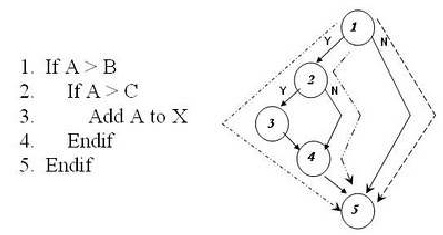 1. If A > B
2. If A > C
3. Add A to X
4. Endif
5. Endif
1
Y
N
2
Y
N
3
4
5